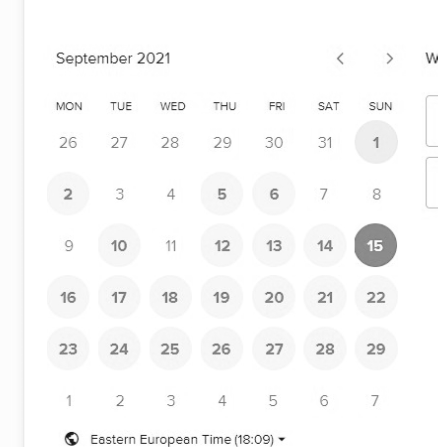 September 2021 < > W
MON TUE WED THU FRI SAT SUN
26 27 28 29 30 31 1
2 3 4 5 6 7 8
9 10 11 12 13 14 15
16 17 18 19 20 21 22
23 24 25 26 27 28 29
1 2 3 4 5 6 7
Eastern European Time (18:09)